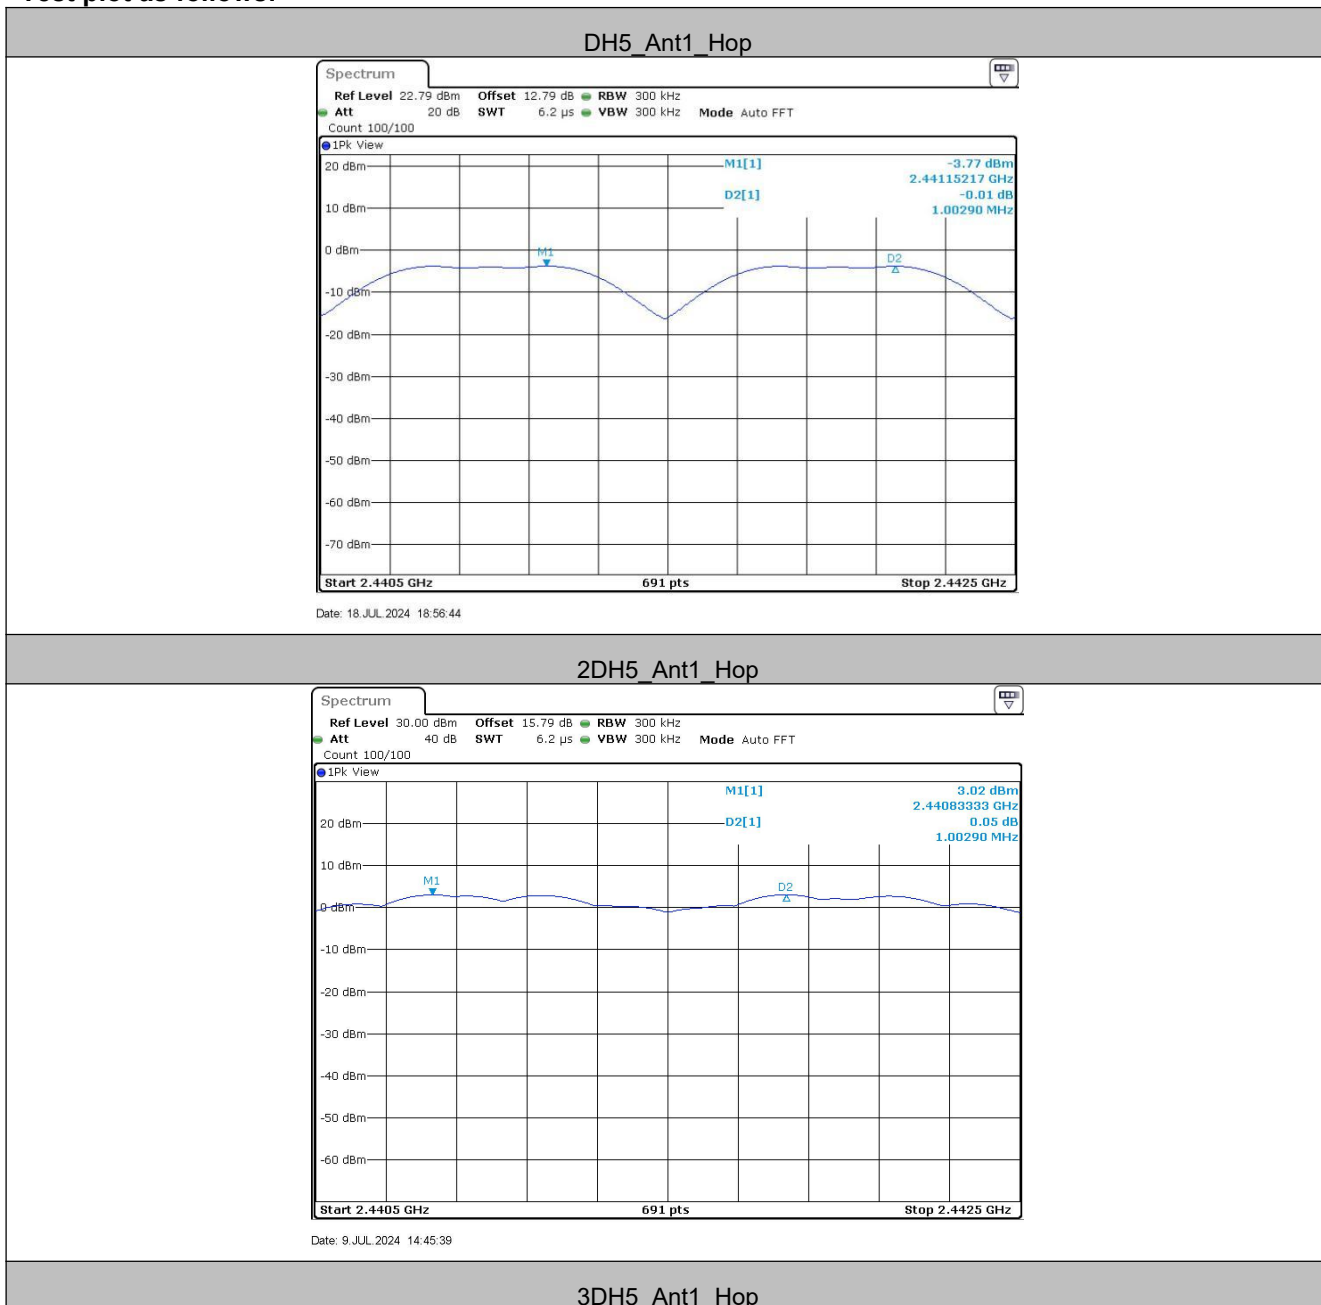 Test plot as follows:
DH5_Ant1_Hop
Spectrum
Ref Level 22.79 dBm Offset 12.79 dB RBW 300 kHz
Att 20 dB SWT 6.2 µs VBW 300 kHz Mode Auto FFT
Count 100/100
1Pk View
M1[1] -3.77 dBm
2.44115217 GHz
D2[1] -0.01 dB
1.00290 MHz
20 dBm
10 dBm
0 dBm
M1
D2
-10 dBm
-20 dBm
-30 dBm
-40 dBm
-50 dBm
-60 dBm
-70 dBm
Start 2.4405 GHz 691 pts Stop 2.4425 GHz
Date: 18.JUL.2024 18:56:44
2DH5_Ant1_Hop
Spectrum
Ref Level 30.00 dBm Offset 15.79 dB RBW 300 kHz
Att 40 dB SWT 6.2 µs VBW 300 kHz Mode Auto FFT
Count 100/100
1Pk View
M1[1] 3.02 dBm
2.44083333 GHz
D2[1] 0.05 dB
1.00290 MHz
20 dBm
10 dBm
M1
D2
0 dBm
-10 dBm
-20 dBm
-30 dBm
-40 dBm
-50 dBm
-60 dBm
Start 2.4405 GHz 691 pts Stop 2.4425 GHz
Date: 9.JUL.2024 14:45:39
3DH5_Ant1_Hop